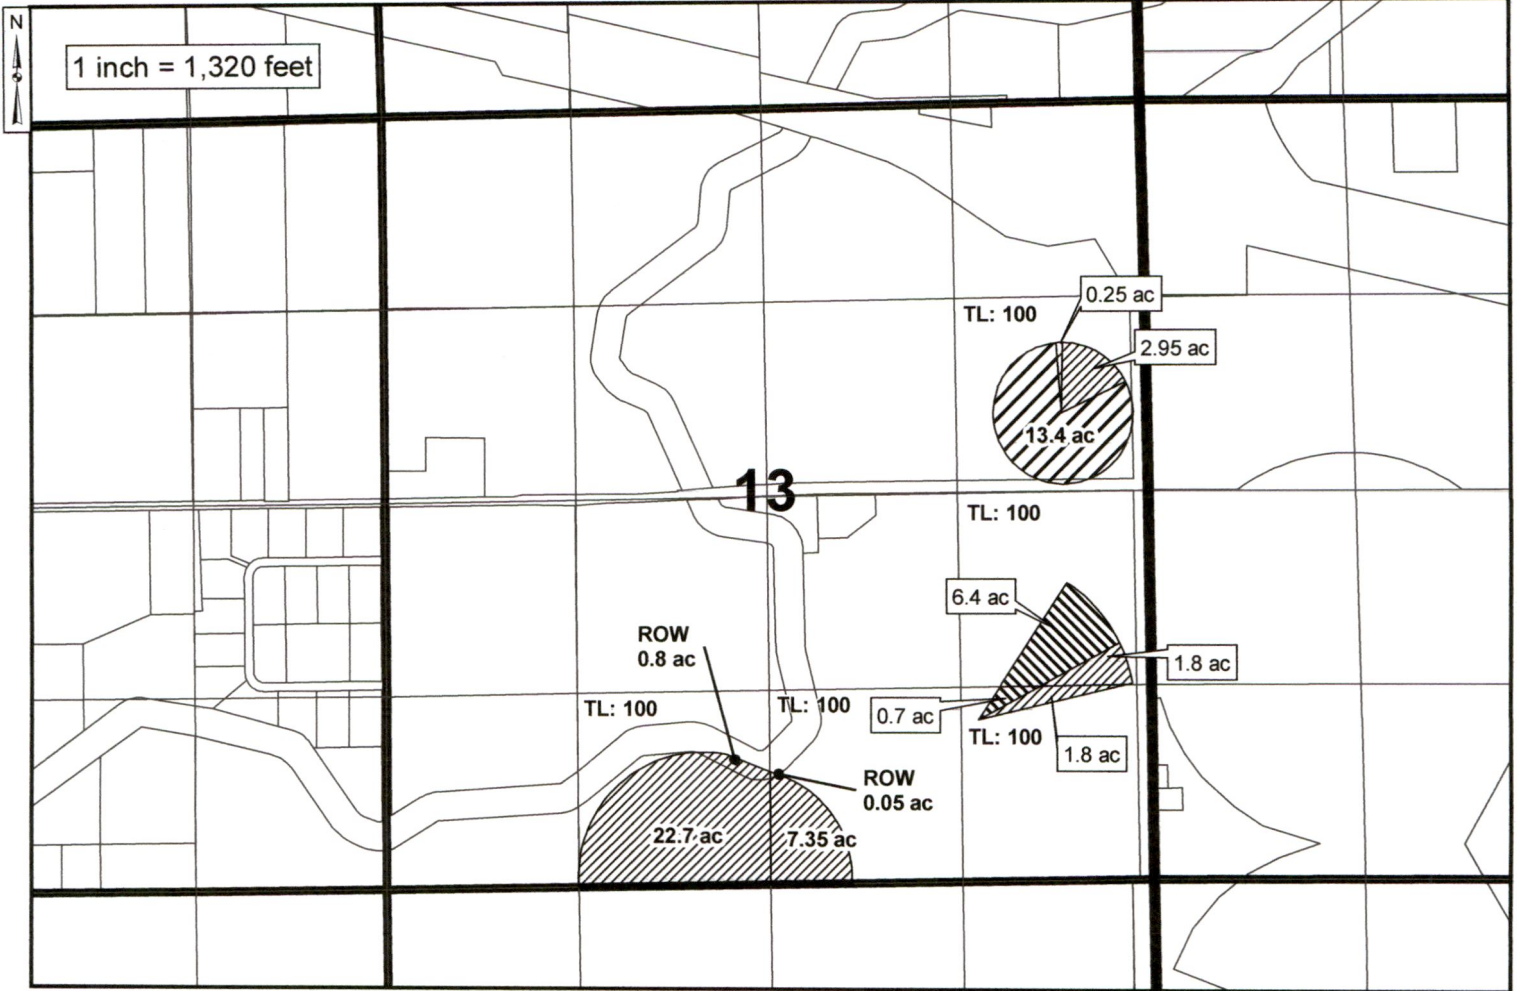 N
1 inch = 1,320 feet
0.25 ac
TL: 100
2.95 ac
13.4 ac
13
TL: 100
6.4 ac
ROW
0.8 ac
1.8 ac
TL: 100
TL: 100
0.7 ac
TL: 100
1.8 ac
ROW
0.05 ac
22.7 ac
7.35 ac